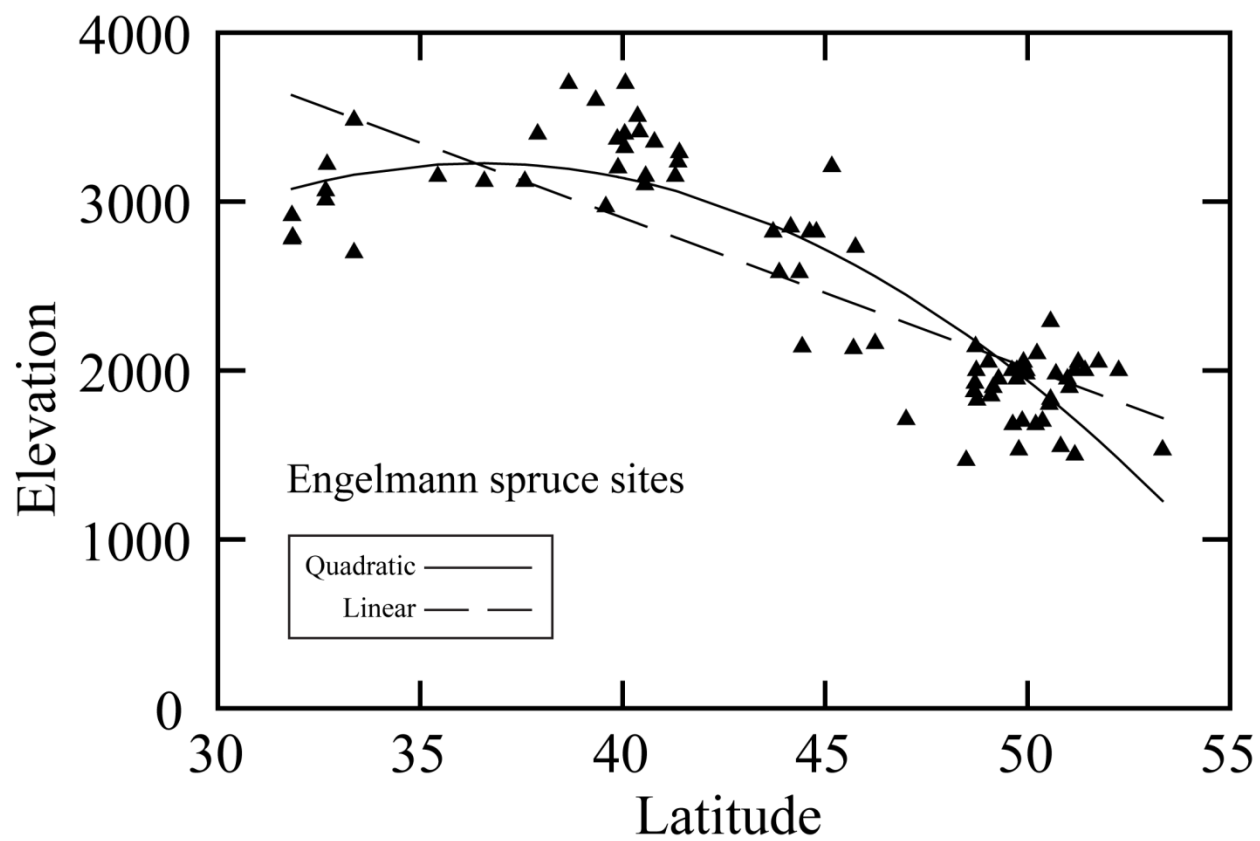 4000
3000
2000
1000
0
Elevation
Engelmann spruce sites
Quadratic
Linear
30 35 40 45 50 55
Latitude